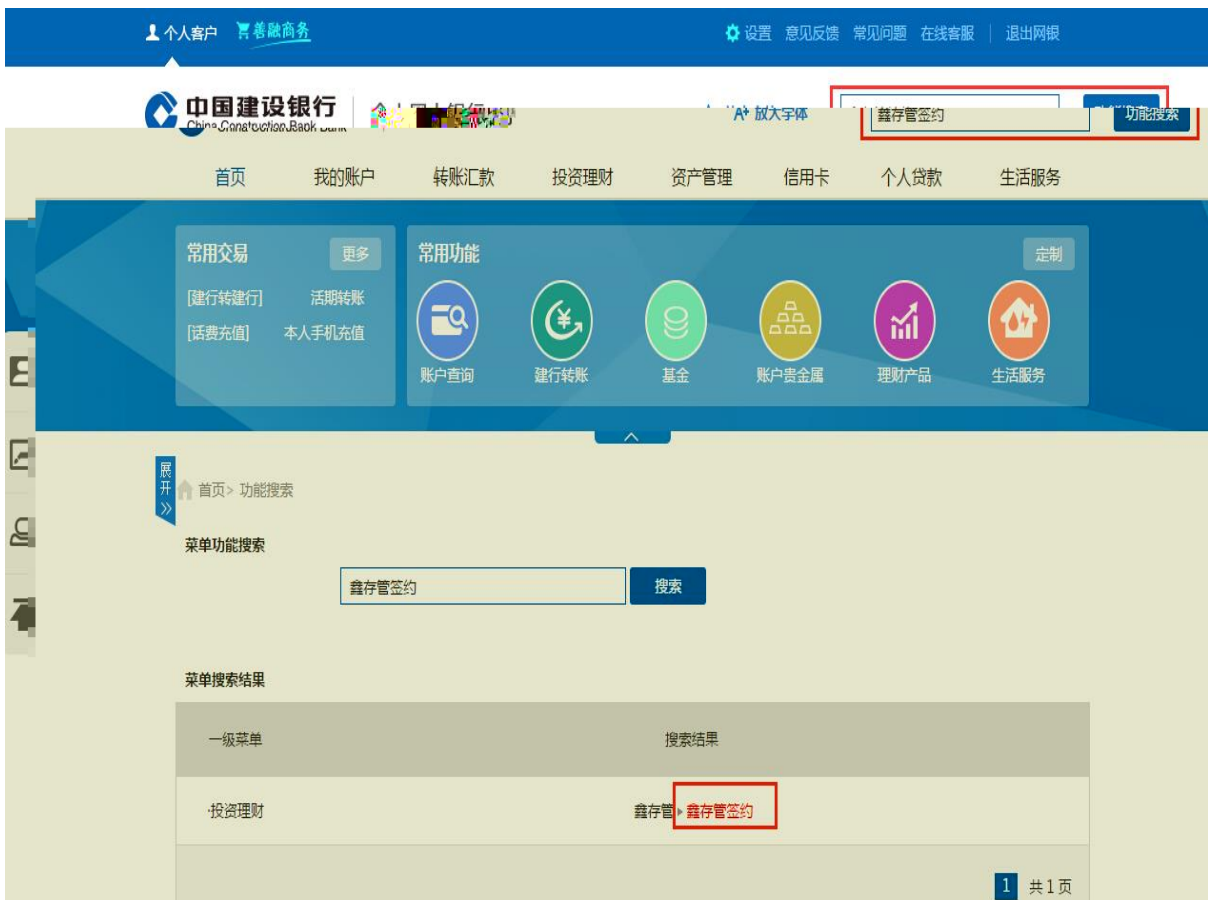 个人客户 善融商务 设置 意见反馈 常见问题 在线客服 退出网银
中国建设银行 放大字体 鑫存管签约 功能搜索
China Construction Bank
首页 我的账户 转账汇款 投资理财 资产管理 信用卡 个人贷款 生活服务
常用交易 更多 常用功能 定制
[建行转建行] 活期转账
[话费充值] 本人手机充值
账户查询 建行转账 基金 账户贵金属 理财产品 生活服务
展开
首页> 功能搜索
菜单功能搜索
鑫存管签约 搜索
菜单搜索结果
一级菜单 搜索结果
·投资理财 鑫存管 ▸ 鑫存管签约
1 共1页